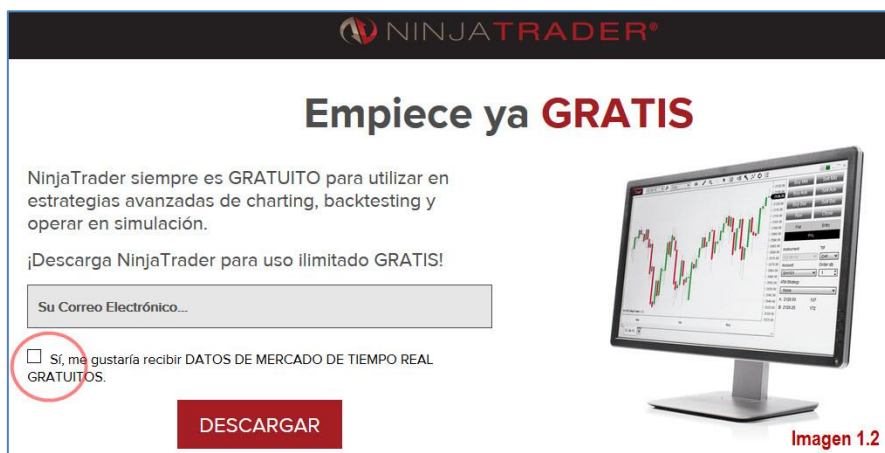 NINJATRADER®
Empiece ya GRATIS
NinjaTrader siempre es GRATUITO para utilizar en
estrategias avanzadas de charting, backtesting y
operar en simulación.
¡Descarga NinjaTrader para uso ilimitado GRATIS!
Su Correo Electrónico...
Sí, me gustaría recibir DATOS DE MERCADO DE TIEMPO REAL
GRATUITOS.
DESCARGAR
Imagen 1.2